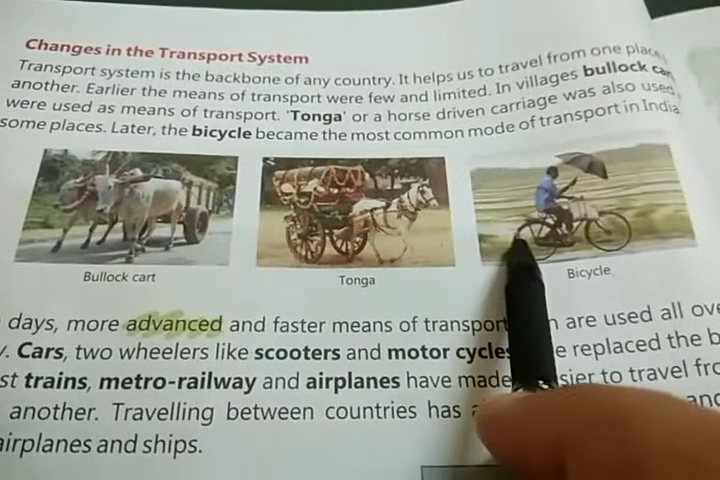 Changes in the Transport System
Transport system is the backbone of any country. It helps us to travel from one place
another. Earlier the means of transport were few and limited. In villages bullock
were used as means of transport. 'Tonga' or a horse driven carriage was also used
some places. Later, the bicycle became the most common mode of transport in India
Bullock cart
Tonga
Bicycle
days, more advanced and faster means of transport are used all
Cars, two wheelers like scooters and motor cycles replaced the
trains, metro-railway and airplanes have made to travel
another. Travelling between countries has
airplanes and ships.